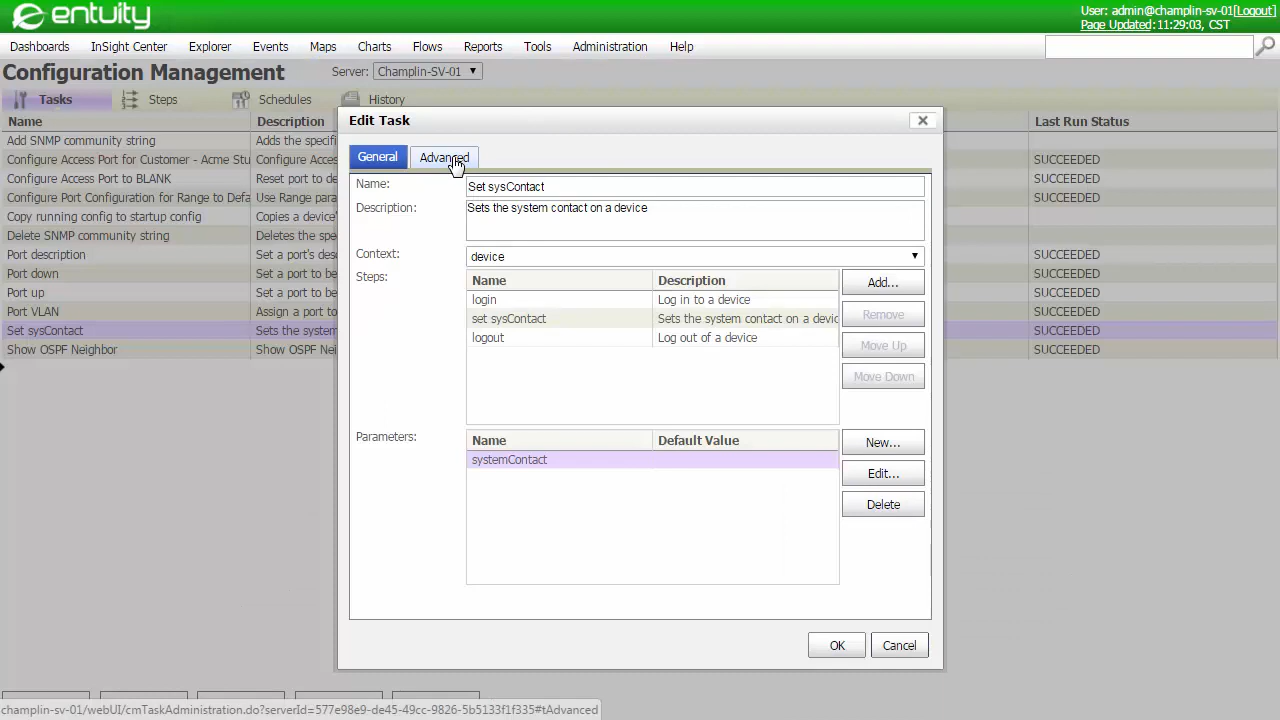 entuity
User: admin@champlin-sv-01[Logout]
Page Updated: 11:29:03, CST
Dashboards InSight Center Explorer Events Maps Charts Flows Reports Tools Administration Help
Configuration Management Server: Champlin-SV-01
Tasks Steps Schedules History
Name Description Last Run Status
Add SNMP community string Adds the specifi
Configure Access Port for Customer - Acme Stu Configure Acces SUCCEEDED
Configure Access Port to BLANK Reset port to de SUCCEEDED
Configure Port Configuration for Range to Defa Use Range para SUCCEEDED
Copy running config to startup config Copies a device'
Delete SNMP community string Deletes the spe
Port description Set a port's des SUCCEEDED
Port down Set a port to be SUCCEEDED
Port up Set a port to be SUCCEEDED
Port VLAN Assign a port to SUCCEEDED
Set sysContact Sets the system SUCCEEDED
Show OSPF Neighbor Show OSPF Neig SUCCEEDED
Edit Task
General Advanced
Name: Set sysContact
Description: Sets the system contact on a device
Context: device
Steps: Name Description Add...
login Log in to a device
set sysContact Sets the system contact on a devic Remove
logout Log out of a device Move Up
Move Down
Parameters: Name Default Value New...
systemContact Edit...
Delete
OK Cancel
champlin-sv-01/webUI/cmTaskAdministration.do?serverId=577e98e9-de45-49cc-9826-5b5133f1f335#tAdvanced